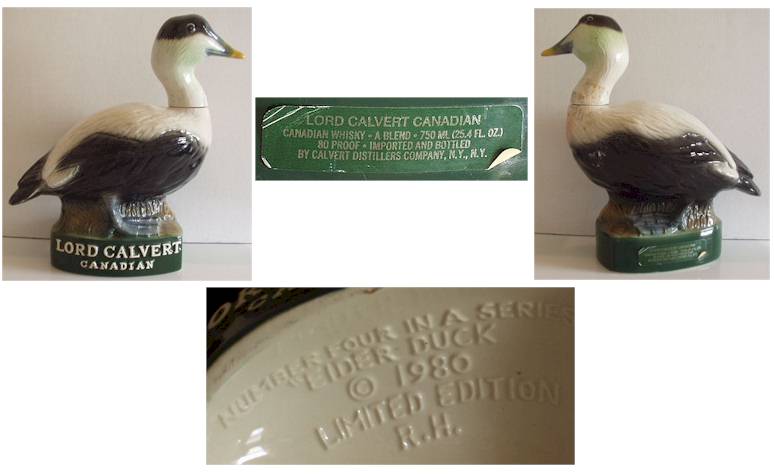 LORD CALVERT
CANADIAN
LORD CALVERT CANADIAN
CANADIAN WHISKY • A BLEND • 750 ML (25.4 FL. OZ.)
80 PROOF • IMPORTED AND BOTTLED
BY CALVERT DISTILLERS COMPANY, N.Y., N.Y.
NUMBER FOUR IN A SERIES
"EIDER DUCK
© 1980
LIMITED EDITION
R.H.